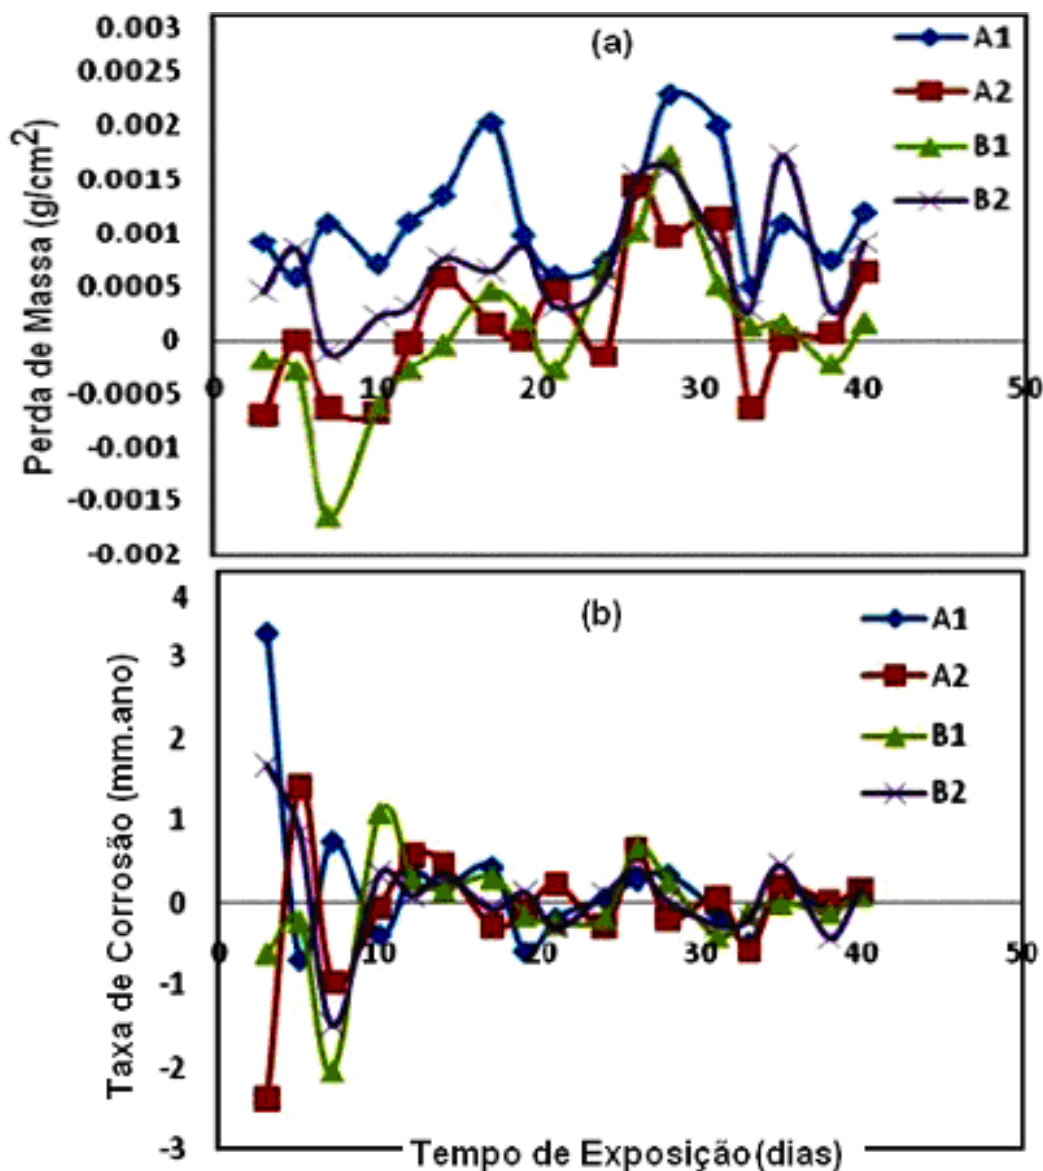 (a)
Perda de Masssa (g/cm2)
0.003
0.0025
0.002
0.0015
0.001
0.0005
0
-0.0005
-0.001
-0.0015
-0.002
0 10 20 30 40 50
A1
A2
B1
B2
(b)
Taxa de Corrosão (mm.ano)
4
3
2
1
0
-1
-2
-3
0 10 20 30 40 50
A1
A2
B1
B2
Tempo de Exposição (dias)